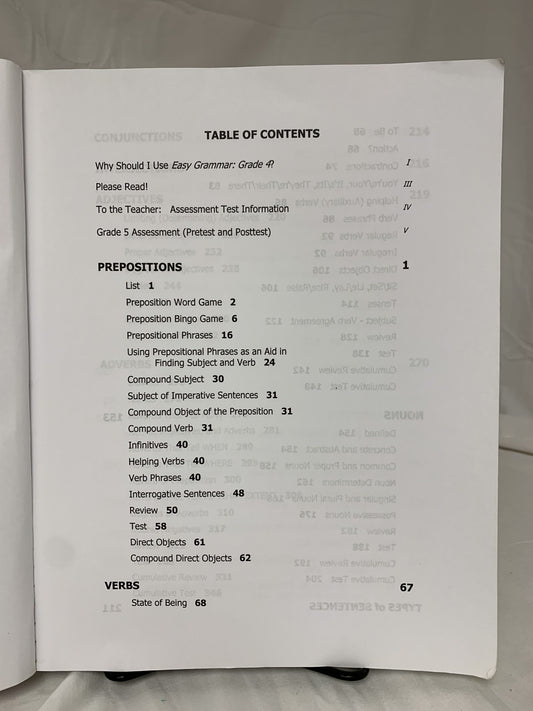 TABLE OF CONTENTS
Why Should I Use Easy Grammar: Grade 4? I
Please Read! III
To the Teacher: Assessment Test Information IV
Grade 5 Assessment (Pretest and Posttest) V
PREPOSITIONS 1
List 1
Preposition Word Game 2
Preposition Bingo Game 6
Prepositional Phrases 16
Using Prepositional Phrases as an Aid in
Finding Subject and Verb 24
Compound Subject 30
Subject of Imperative Sentences 31
Compound Object of the Preposition 31
Compound Verb 31
Infinitives 40
Helping Verbs 40
Verb Phrases 40
Interrogative Sentences 48
Review 50
Test 58
Direct Objects 61
Compound Direct Objects 62
VERBS 67
State of Being 68